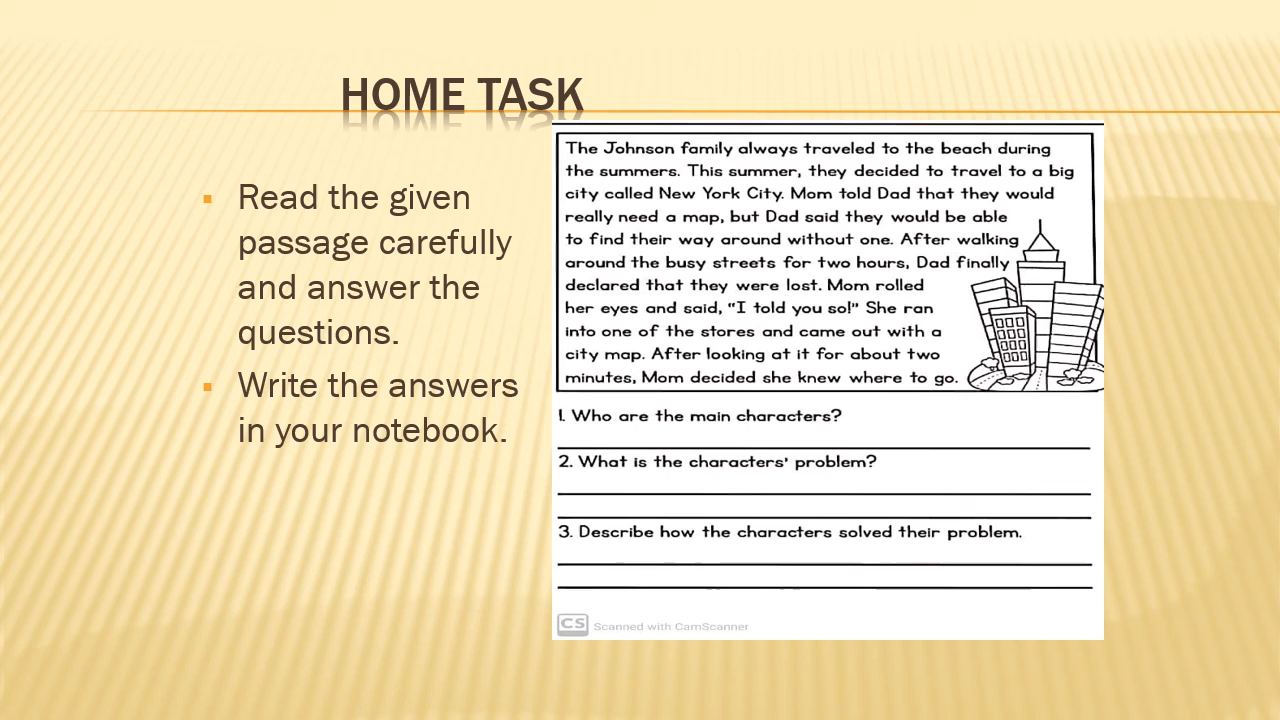 HOME TASK
▪ Read the given
passage carefully
and answer the
questions.
▪ Write the answers
in your notebook.
The Johnson family always traveled to the beach during
the summers. This summer, they decided to travel to a big
city called New York City. Mom told Dad that they would
really need a map, but Dad said they would be able
to find their way around without one. After walking
around the busy streets for two hours, Dad finally
declared that they were lost. Mom rolled
her eyes and said, “I told you so!” She ran
into one of the stores and came out with a
city map. After looking at it for about two
minutes, Mom decided she knew where to go.
1. Who are the main characters?
2. What is the characters’ problem?
3. Describe how the characters solved their problem.
CS Scanned with CamScanner